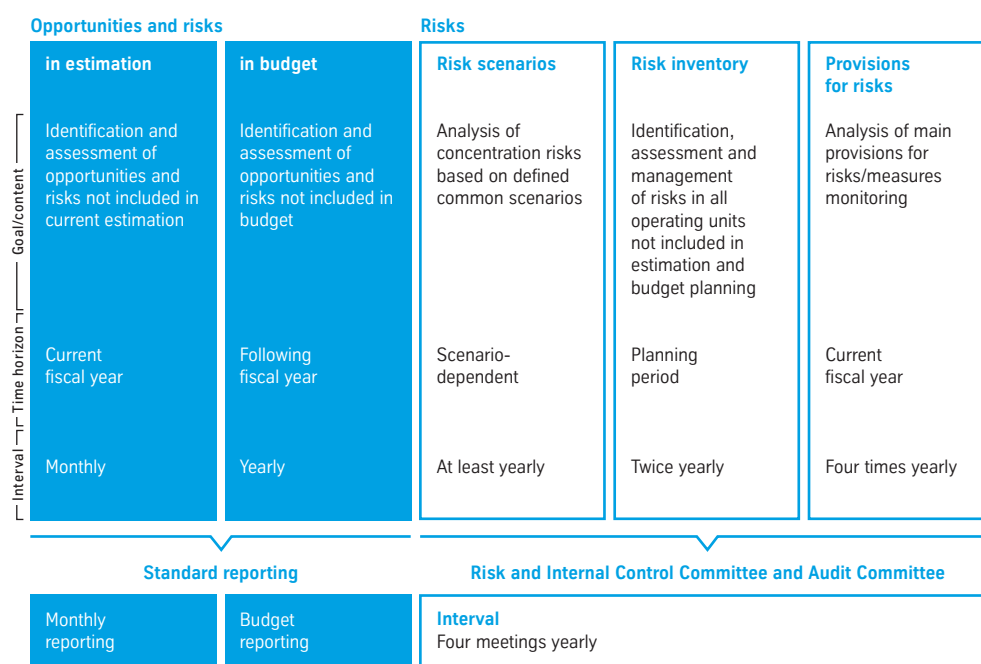 Opportunities and risks
Risks
in estimation
Identification and
assessment of
opportunities and
risks not included in
current estimation
Current
fiscal year
Monthly
in budget
Identification and
assessment of
opportunities and
risks not included in
budget
Following
fiscal year
Yearly
Risk scenarios
Analysis of
concentration risks
based on defined
common scenarios
Scenario-
dependent
At least yearly
Risk inventory
Identification,
assessment and
management
of risks in all
operating units
not included in
estimation and
budget planning
Planning
period
Twice yearly
Provisions
for risks
Analysis of main
provisions for
risks/measures
monitoring
Current
fiscal year
Four times yearly
Goal/content
Time horizon
Interval
Standard reporting
Risk and Internal Control Committee and Audit Committee
Monthly
reporting
Budget
reporting
Interval
Four meetings yearly